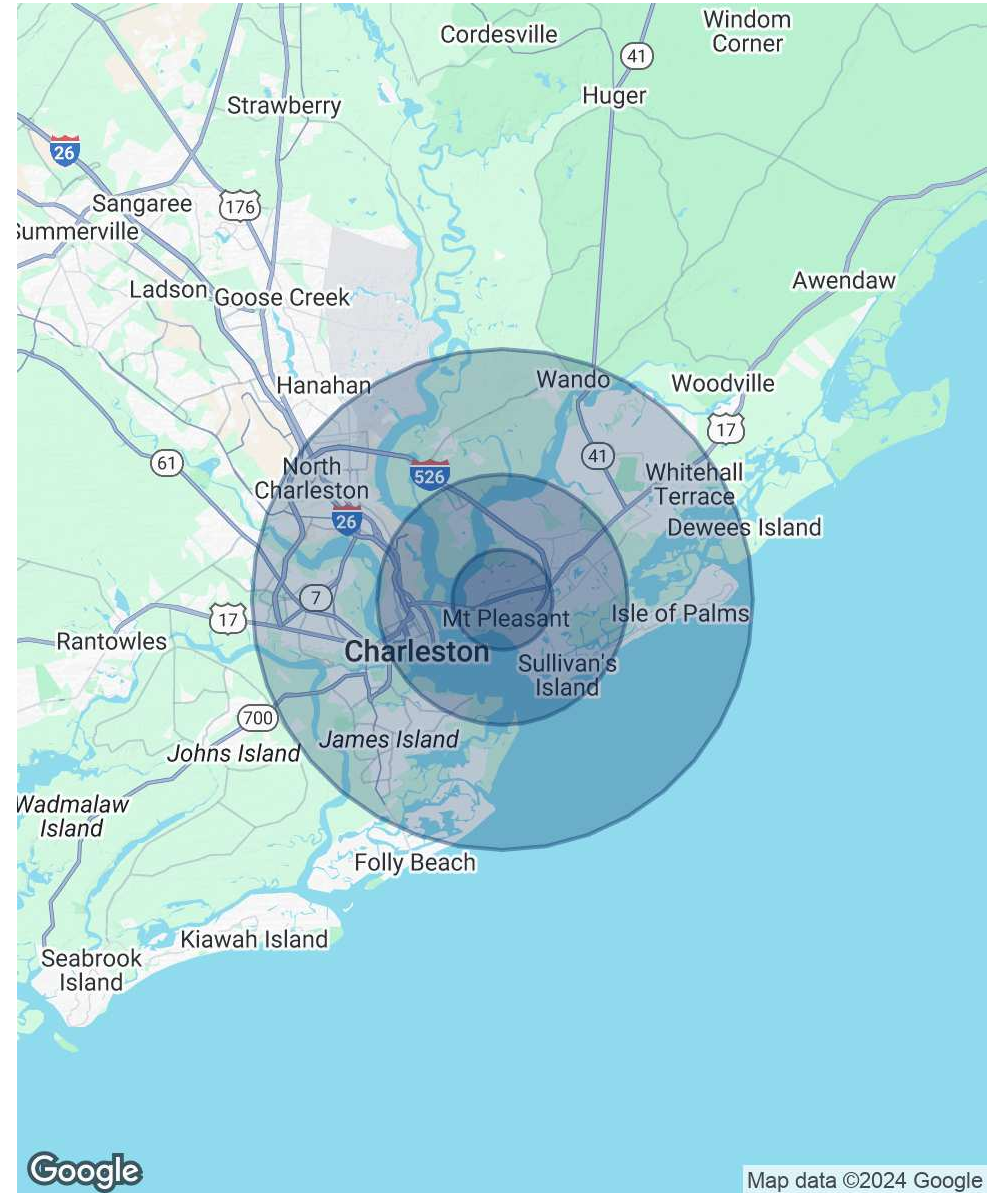 Cordesville
Windom
Corner
41
Huger
Strawberry
26
Sangaree
176
Summerville
Ladson
Goose Creek
Awendaw
Hanahan
Wando
Woodville
17
61
41
North
Charleston
526
Whitehall
Terrace
26
Dewees Island
7
17
Mt Pleasant
Isle of Palms
Rantowles
Charleston
Sullivan's
Island
700
Johns Island
James Island
Wadmalaw
Island
Folly Beach
Kiawah Island
Seabrook
Island
Google
Map data ©2024 Google